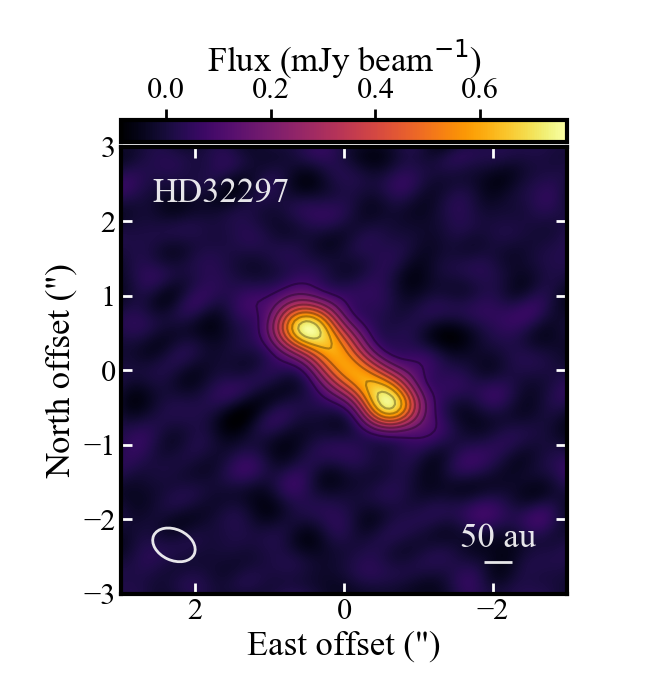 Flux (mJy beam⁻¹)
0.0 0.2 0.4 0.6
3
HD32297
2
1
0
−1
−2
−3
North offset (")
50 au
2 0 −2
East offset (")